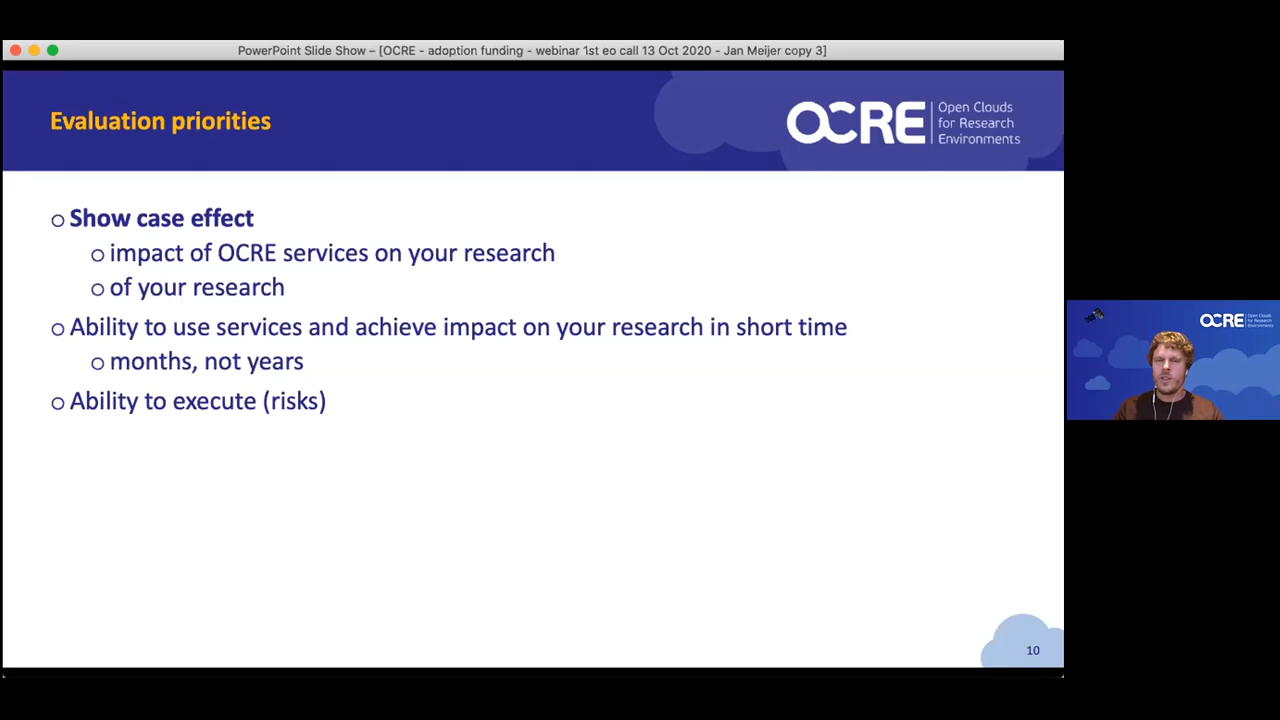 PowerPoint Slide Show – [OCRE - adoption funding - webinar 1st eo call 13 Oct 2020 - Jan Meijer copy 3]
Evaluation priorities
OCRE
Open Clouds
for Research
Environments
o Show case effect
o impact of OCRE services on your research
o of your research
o Ability to use services and achieve impact on your research in short time
o months, not years
o Ability to execute (risks)
10
OCRE
Open Clouds
for Research
Environments